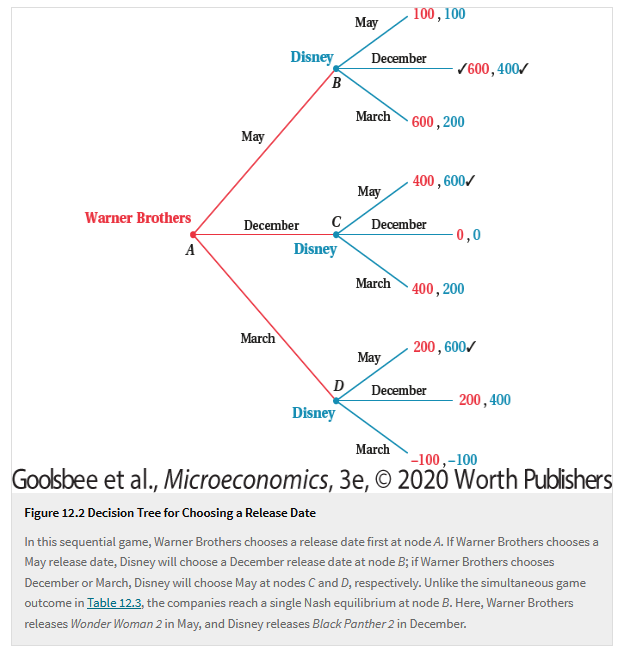 May
100, 100
Disney
December
✓600, 400✓
B
March
600, 200
May
May
400, 600✓
Warner Brothers
December
C
December
0, 0
A
Disney
March
400, 200
March
May
200, 600✓
D
December
200, 400
Disney
March
–100, –100
Goolsbee et al., Microeconomics, 3e, © 2020 Worth Publishers
Figure 12.2 Decision Tree for Choosing a Release Date
In this sequential game, Warner Brothers chooses a release date first at node A. If Warner Brothers chooses a
May release date, Disney will choose a December release date at node B; if Warner Brothers chooses
December or March, Disney will choose May at nodes C and D, respectively. Unlike the simultaneous game
outcome in Table 12.3, the companies reach a single Nash equilibrium at node B. Here, Warner Brothers
releases Wonder Woman 2 in May, and Disney releases Black Panther 2 in December.